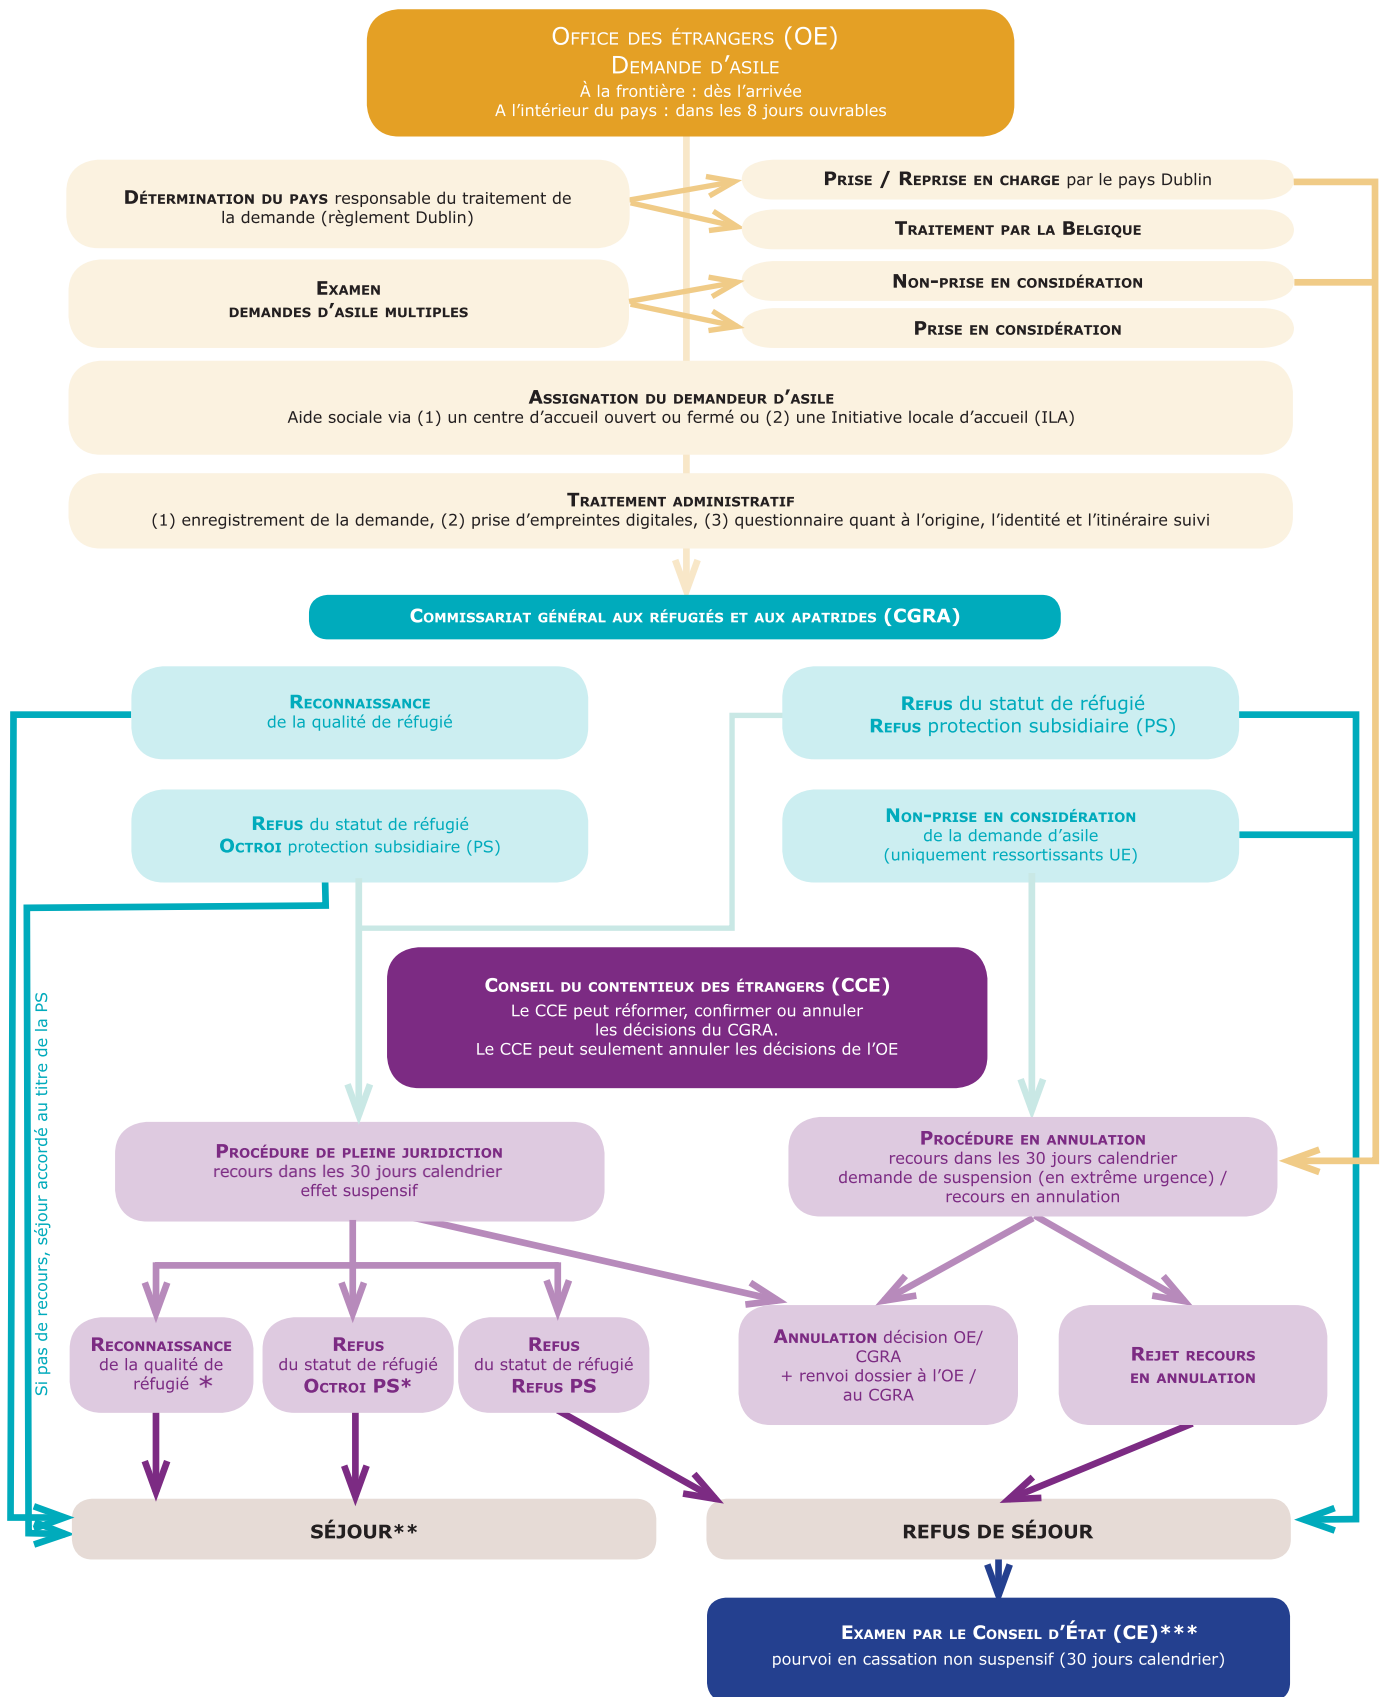 Office des étrangers (OE)
Demande d'asile
À la frontière : dès l'arrivée
A l'intérieur du pays : dans les 8 jours ouvrables
Détermination du pays responsable du traitement de
la demande (règlement Dublin)
Prise / Reprise en charge par le pays Dublin
Traitement par la Belgique
Examen
demandes d'asile multiples
Non-prise en considération
Prise en considération
Assignation du demandeur d'asile
Aide sociale via (1) un centre d'accueil ouvert ou fermé ou (2) une Initiative locale d'accueil (ILA)
Traitement administratif
(1) enregistrement de la demande, (2) prise d'empreintes digitales, (3) questionnaire quant à l'origine, l'identité et l'itinéraire suivi
Commissariat général aux réfugiés et aux apatrides (CGRA)
Reconnaissance
de la qualité de réfugié
Refus du statut de réfugié
Refus protection subsidiaire (PS)
Refus du statut de réfugié
Octroi protection subsidiaire (PS)
Non-prise en considération
de la demande d'asile
(uniquement ressortissants UE)
Conseil du contentieux des étrangers (CCE)
Le CCE peut réformer, confirmer ou annuler
les décisions du CGRA.
Le CCE peut seulement annuler les décisions de l'OE
Si pas de recours, séjour accordé au titre de la PS
Procédure de pleine juridiction
recours dans les 30 jours calendrier
effet suspensif
Procédure en annulation
recours dans les 30 jours calendrier
demande de suspension (en extrême urgence) /
recours en annulation
Reconnaissance
de la qualité de
réfugié *
Refus
du statut de réfugié
Octroi PS*
Refus
du statut de réfugié
Refus PS
Annulation décision OE/
CGRA
+ renvoi dossier à l'OE /
au CGRA
Rejet recours
en annulation
SÉJOUR**
REFUS DE SÉJOUR
Examen par le Conseil d'État (CE)***
pourvoi en cassation non suspensif (30 jours calendrier)